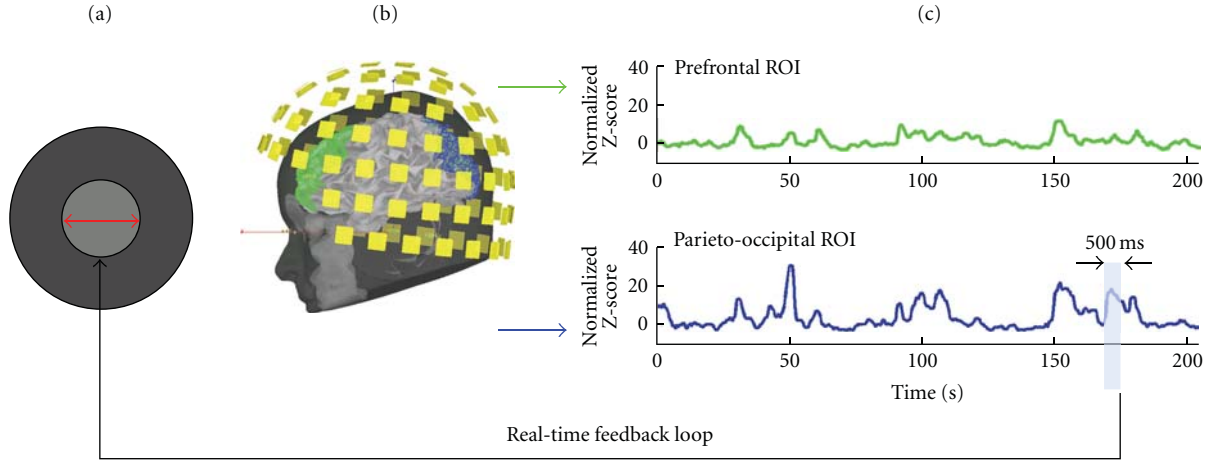 (a)
(b)
(c)
Prefrontal ROI
Normalized
Z-score
40
20
0
0
50
100
150
200
Parieto-occipital ROI
500 ms
Normalized
Z-score
40
20
0
0
50
100
150
200
Time (s)
Real-time feedback loop